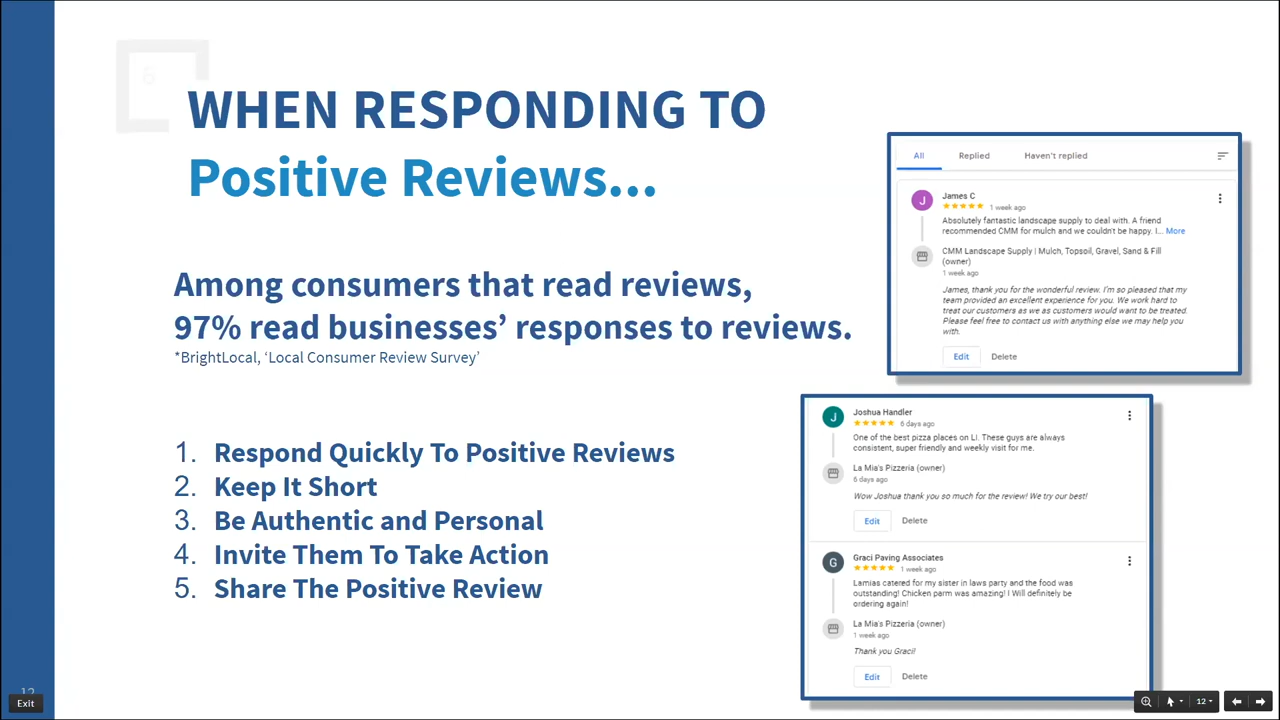 WHEN RESPONDING TO
Positive Reviews...
Among consumers that read reviews,
97% read businesses’ responses to reviews.
*BrightLocal, ‘Local Consumer Review Survey’
1. Respond Quickly To Positive Reviews
2. Keep It Short
3. Be Authentic and Personal
4. Invite Them To Take Action
5. Share The Positive Review
All Replied Haven't replied
J
James C
1 week ago
Absolutely fantastic landscape supply to deal with. A friend
recommended CMM for mulch and we couldn't be happy. I... More
CMM Landscape Supply | Mulch, Topsoil, Gravel, Sand & Fill
(owner)
1 week ago
James, thank you for the wonderful review. I'm so pleased that my
team provided an excellent experience for you. We work hard to
treat our customers as we as customers would want to be treated.
Please feel free to contact us with anything else we may help you
with.
Edit Delete
J
Joshua Handler
6 days ago
One of the best pizza places on LI. These guys are always
consistent, super friendly and weekly visit for me.
La Mia's Pizzeria (owner)
6 days ago
Wow Joshua thank you so much for the review! We try our best!
Edit Delete
G
Graci Paving Associates
1 week ago
Lamias catered for my sister in laws party and the food was
outstanding! Chicken parm was amazing! I Will definitely be
ordering again!
La Mia's Pizzeria (owner)
1 week ago
Thank you Graci!
Edit Delete
12
Exit
12
6